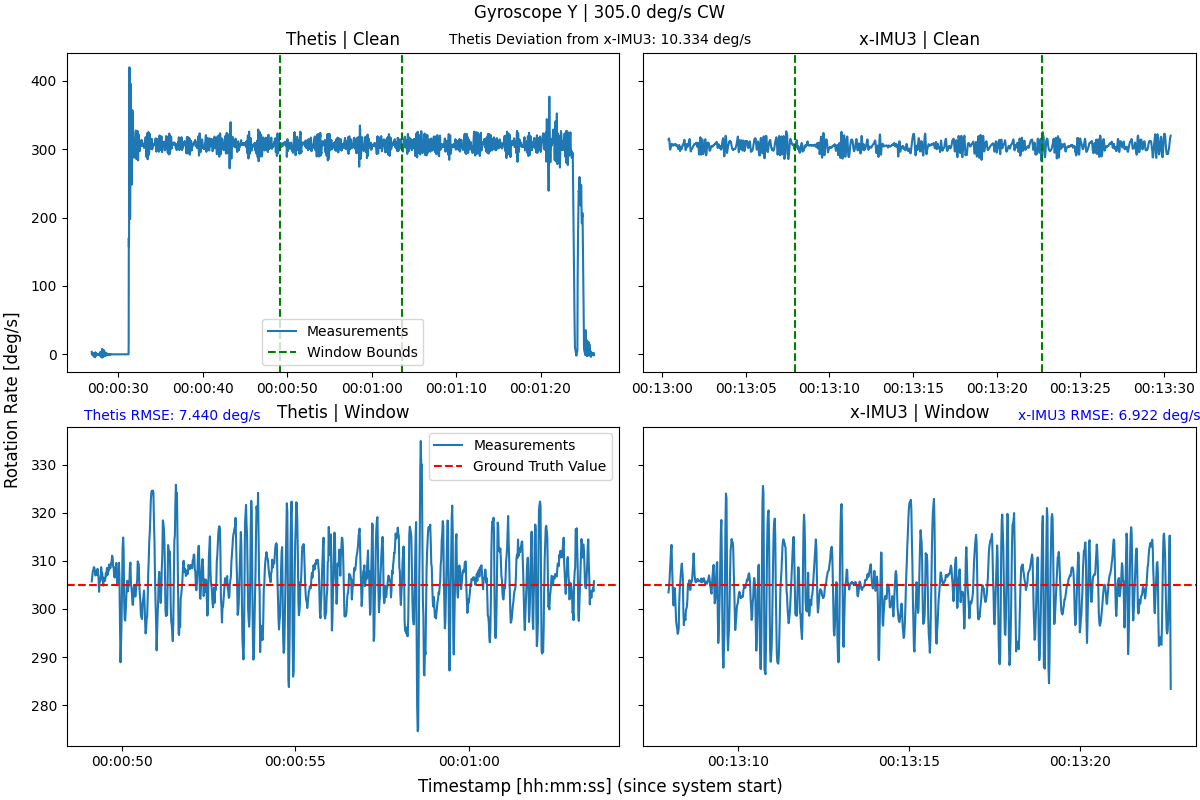 Gyroscope Y | 305.0 deg/s CW
Thetis | Clean
Thetis Deviation from x-IMU3: 10.334 deg/s
x-IMU3 | Clean
400
300
200
100
0
Measurements
Window Bounds
00:00:30 00:00:40 00:00:50 00:01:00 00:01:10 00:01:20
00:13:00 00:13:05 00:13:10 00:13:15 00:13:20 00:13:25 00:13:30
Rotation Rate [deg/s]
Thetis RMSE: 7.440 deg/s
Thetis | Window
x-IMU3 | Window
x-IMU3 RMSE: 6.922 deg/s
330
320
310
300
290
280
Measurements
Ground Truth Value
00:00:50 00:00:55 00:01:00
00:13:10 00:13:15 00:13:20
Timestamp [hh:mm:ss] (since system start)